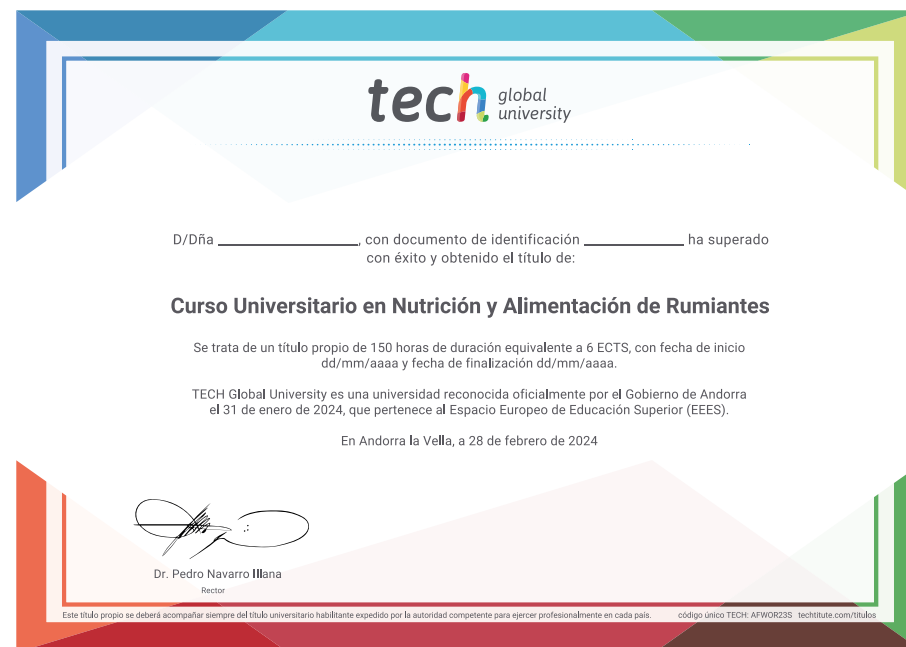 tech global university
D/Dña ______________, con documento de identificación __________ ha superado
con éxito y obtenido el título de:
Curso Universitario en Nutrición y Alimentación de Rumiantes
Se trata de un título propio de 150 horas de duración equivalente a 6 ECTS, con fecha de inicio
dd/mm/aaaa y fecha de finalización dd/mm/aaaa.
TECH Global University es una universidad reconocida oficialmente por el Gobierno de Andorra
el 31 de enero de 2024, que pertenece al Espacio Europeo de Educación Superior (EEES).
En Andorra la Vella, a 28 de febrero de 2024
Dr. Pedro Navarro Illana
Rector
Este título propio se deberá acompañar siempre del título universitario habilitante expedido por la autoridad competente para ejercer profesionalmente en cada país. código único TECH: AFWOR23S techtitute.com/titulos